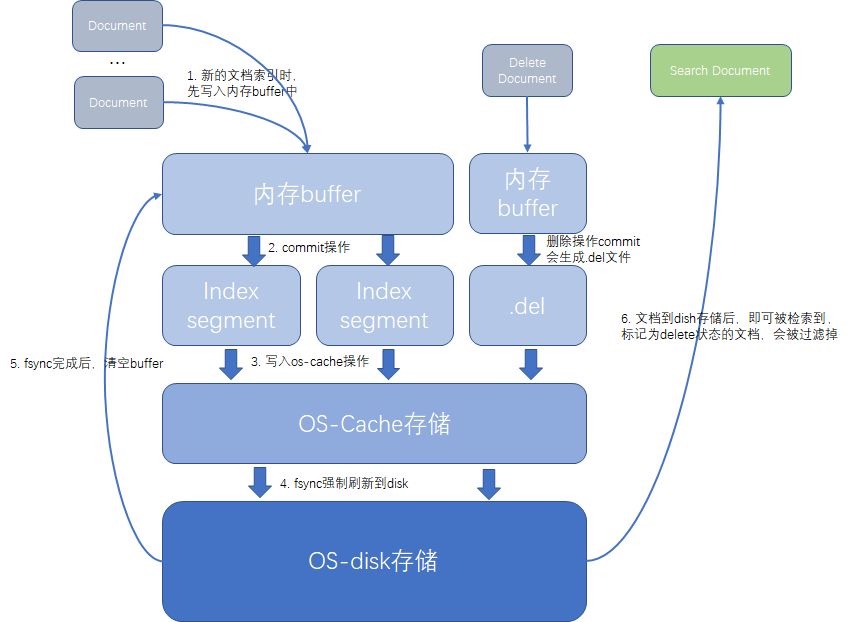 Document
...
Document
1. 新的文档索引时，
先写入内存buffer中
Delete
Document
Search Document
内存buffer
内存
buffer
2. commit操作
删除操作commit
会生成.del文件
Index
segment
Index
segment
.del
6. 文档到dish存储后，即可被检索到，
标记为delete状态的文档，会被过滤掉
5. fsync完成后，清空buffer
3. 写入os-cache操作
OS-Cache存储
4. fsync强制刷新到disk
OS-disk存储